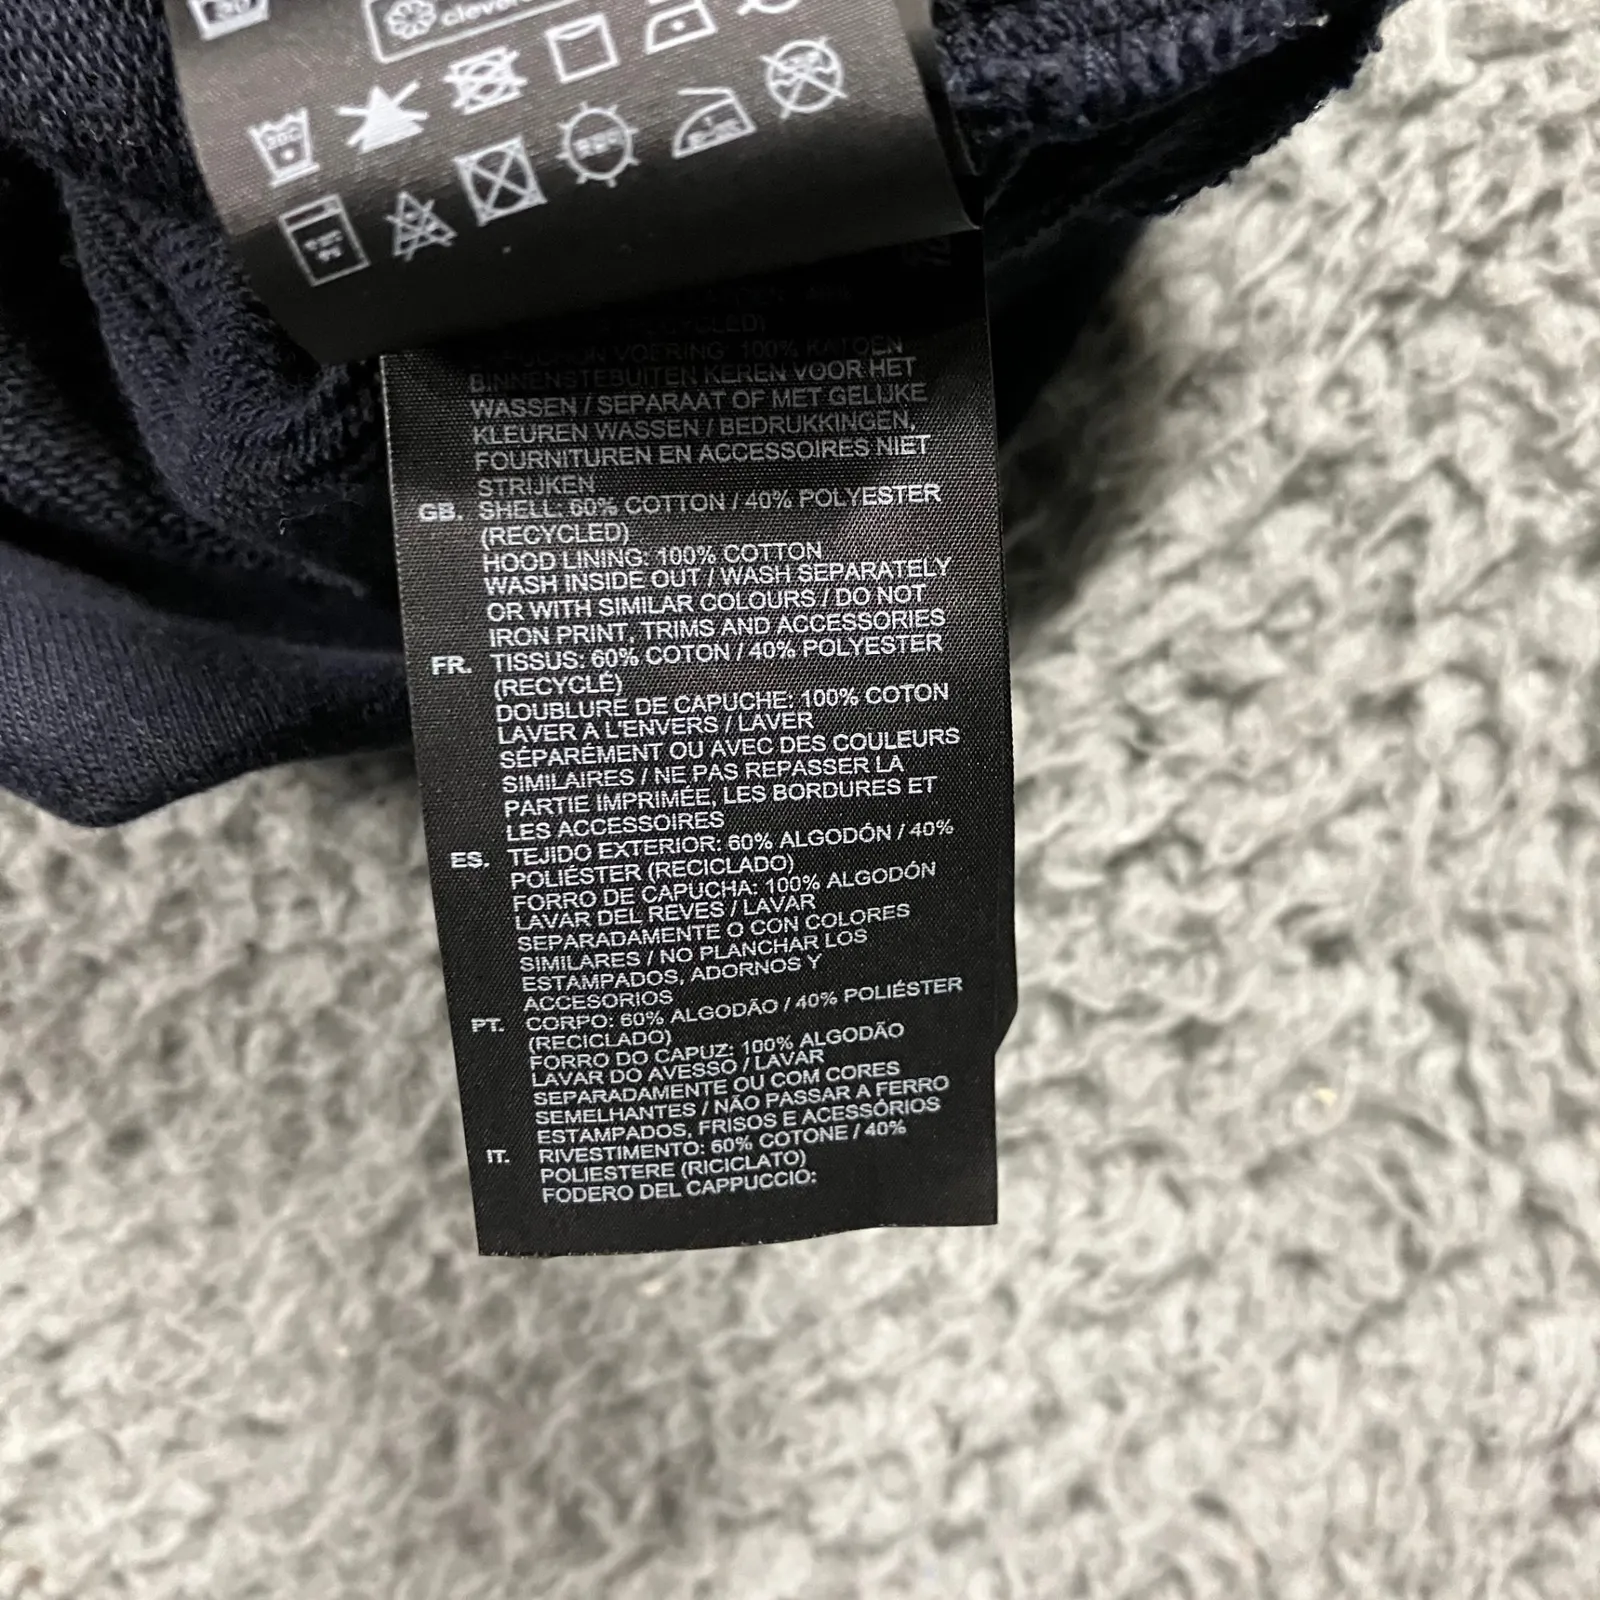 30
clever
VOERING: 100% KATOEN
BINNENSTEBUITEN KEREN VOOR HET
WASSEN / SEPARAAT OF MET GELIJKE
KLEUREN WASSEN / BEDRUKKINGEN,
FOURNITUREN EN ACCESSOIRES NIET
STRIJKEN
GB. SHELL: 60% COTTON / 40% POLYESTER
(RECYCLED)
HOOD LINING: 100% COTTON
WASH INSIDE OUT / WASH SEPARATELY
OR WITH SIMILAR COLOURS / DO NOT
IRON PRINT, TRIMS AND ACCESSORIES
FR. TISSUS: 60% COTON / 40% POLYESTER
(RECYCLÉ)
DOUBLURE DE CAPUCHE: 100% COTON
LAVER A L'ENVERS / LAVER
SÉPARÉMENT OU AVEC DES COULEURS
SIMILAIRES / NE PAS REPASSER LA
PARTIE IMPRIMÉE, LES BORDURES ET
LES ACCESSOIRES
ES. TEJIDO EXTERIOR: 60% ALGODÓN / 40%
POLIÉSTER (RECICLADO)
FORRO DE CAPUCHA: 100% ALGODÓN
LAVAR DEL REVES / LAVAR
SEPARADAMENTE O CON COLORES
SIMILARES / NO PLANCHAR LOS
ESTAMPADOS, ADORNOS Y
ACCESORIOS
PT. CORPO: 60% ALGODÃO / 40% POLIÉSTER
(RECICLADO)
FORRO DO CAPUZ: 100% ALGODÃO
LAVAR DO AVESSO / LAVAR
SEPARADAMENTE OU COM CORES
SEMELHANTES / NÃO PASSAR A FERRO
ESTAMPADOS, FRISOS E ACESSÓRIOS
IT. RIVESTIMENTO: 60% COTONE / 40%
POLIESTERE (RICICLATO)
FODERO DEL CAPPUCCIO: